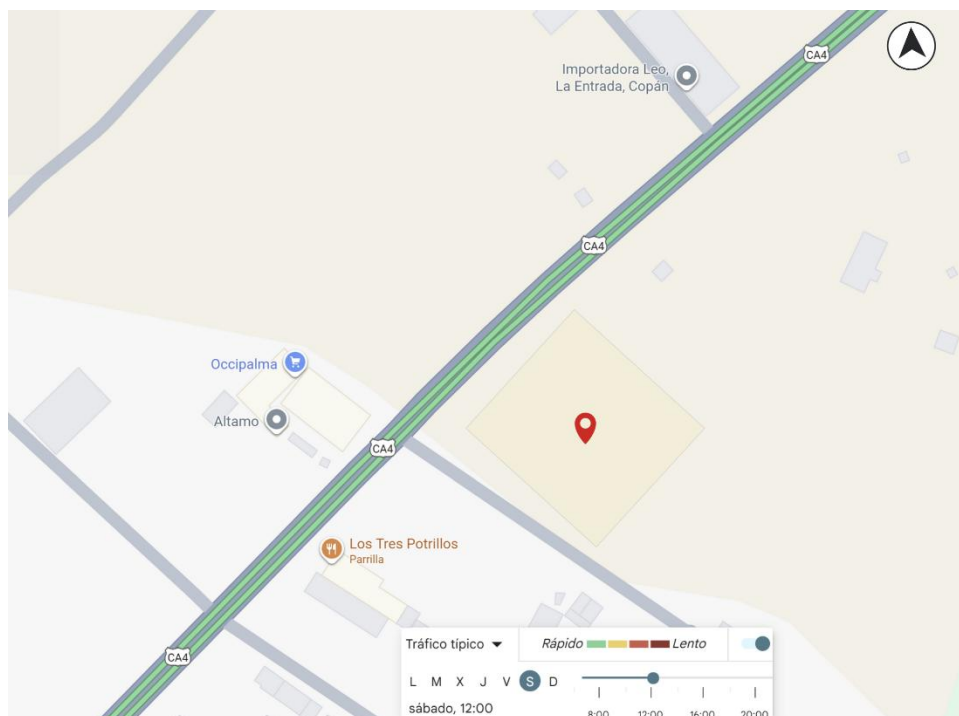 CA4
Importadora Leo,
La Entrada, Copán
CA4
Occipalma
Altamo
CA4
Los Tres Potrillos
Parrilla
CA4
Tráfico típico Rápido Lento
L M X J V S D
sábado, 12:00
8:00 12:00 16:00 20:00